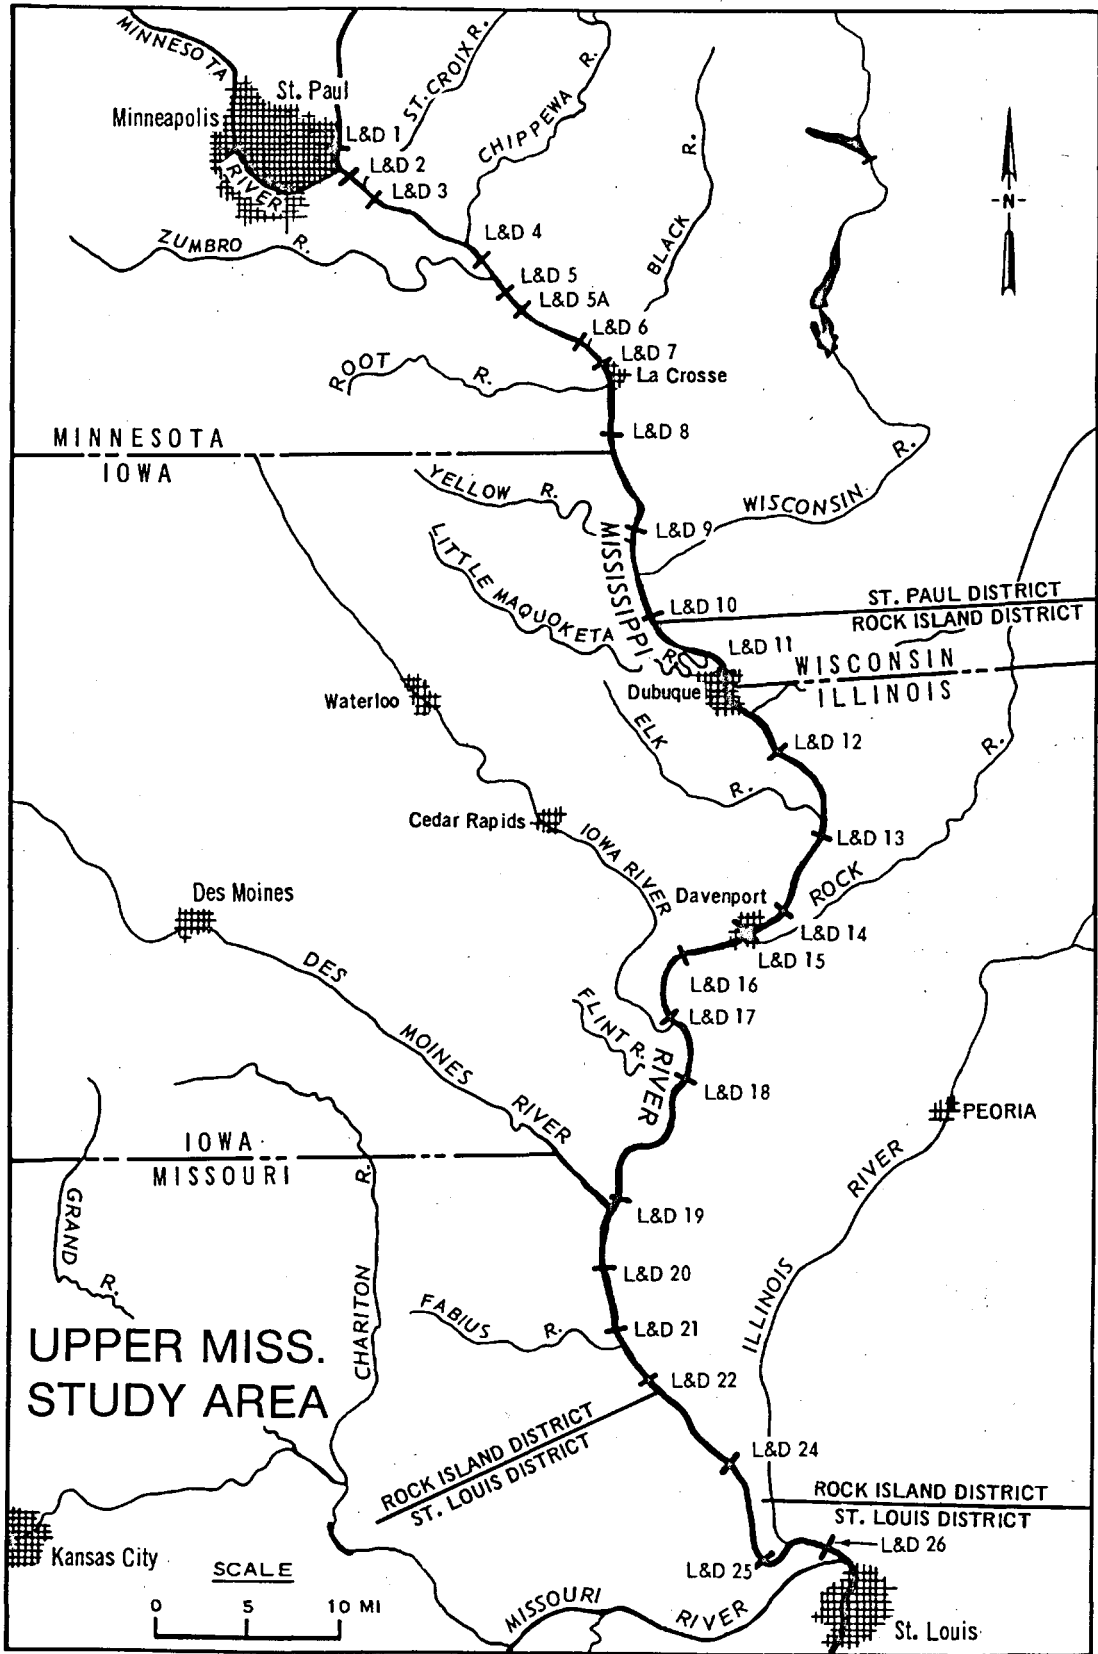 MINNESOTA
RIVER
St. Paul
Minneapolis
ST. CROIX R.
CHIPPEWA R.
BLACK R.
-N-
L&D 1
L&D 2
L&D 3
ZUMBRO R.
L&D 4
L&D 5
L&D 5A
L&D 6
L&D 7
La Crosse
ROOT R.
L&D 8
MINNESOTA
IOWA
YELLOW R.
WISCONSIN R.
L&D 9
MISSISSIPPI
LITTLE MAQUOKETA R.
L&D 10
ST. PAUL DISTRICT
ROCK ISLAND DISTRICT
L&D 11
WISCONSIN
ILLINOIS
Dubuque
Waterloo
ELK R.
L&D 12
Cedar Rapids
IOWA RIVER
L&D 13
ROCK R.
Davenport
Des Moines
L&D 14
L&D 15
L&D 16
L&D 17
FLINT R.
RIVER
L&D 18
DES MOINES RIVER
PEORIA
IOWA
MISSOURI
ILLINOIS RIVER
GRAND R.
CHARITON R.
L&D 19
L&D 20
FABIUS R.
L&D 21
L&D 22
UPPER MISS.
STUDY AREA
ROCK ISLAND DISTRICT
ST. LOUIS DISTRICT
L&D 24
ROCK ISLAND DISTRICT
ST. LOUIS DISTRICT
L&D 26
L&D 25
Kansas City
SCALE
0 5 10 MI
MISSOURI RIVER
St. Louis